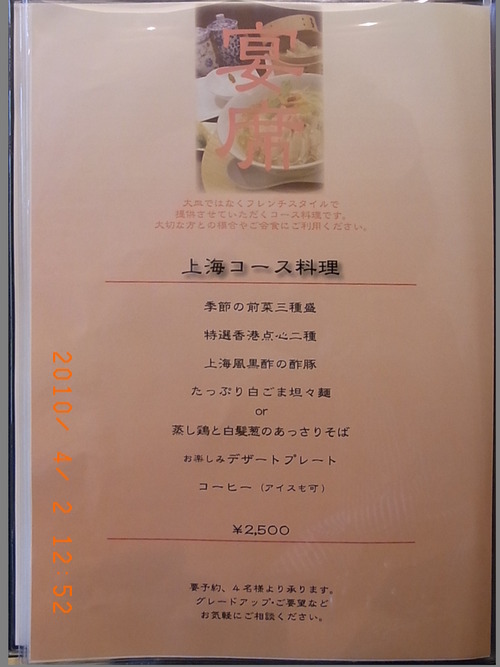 宴
席
大皿ではなくフレンチスタイルで
提供させていただくコース料理です。
大切な方との接待やご会食にご利用ください。
上海コース料理
季節の前菜三種盛
特選香港点心二種
上海風黒酢の酢豚
たっぷり白ごま坦々麺
or
蒸し鶏と白髪葱のあっさりそば
お楽しみデザートプレート
コーヒー（アイスも可）
￥2,500
要予約、４名様より承ります。
グレードアップ・ご要望など
お気軽にご相談ください。
2010/ 4/ 2 12:52